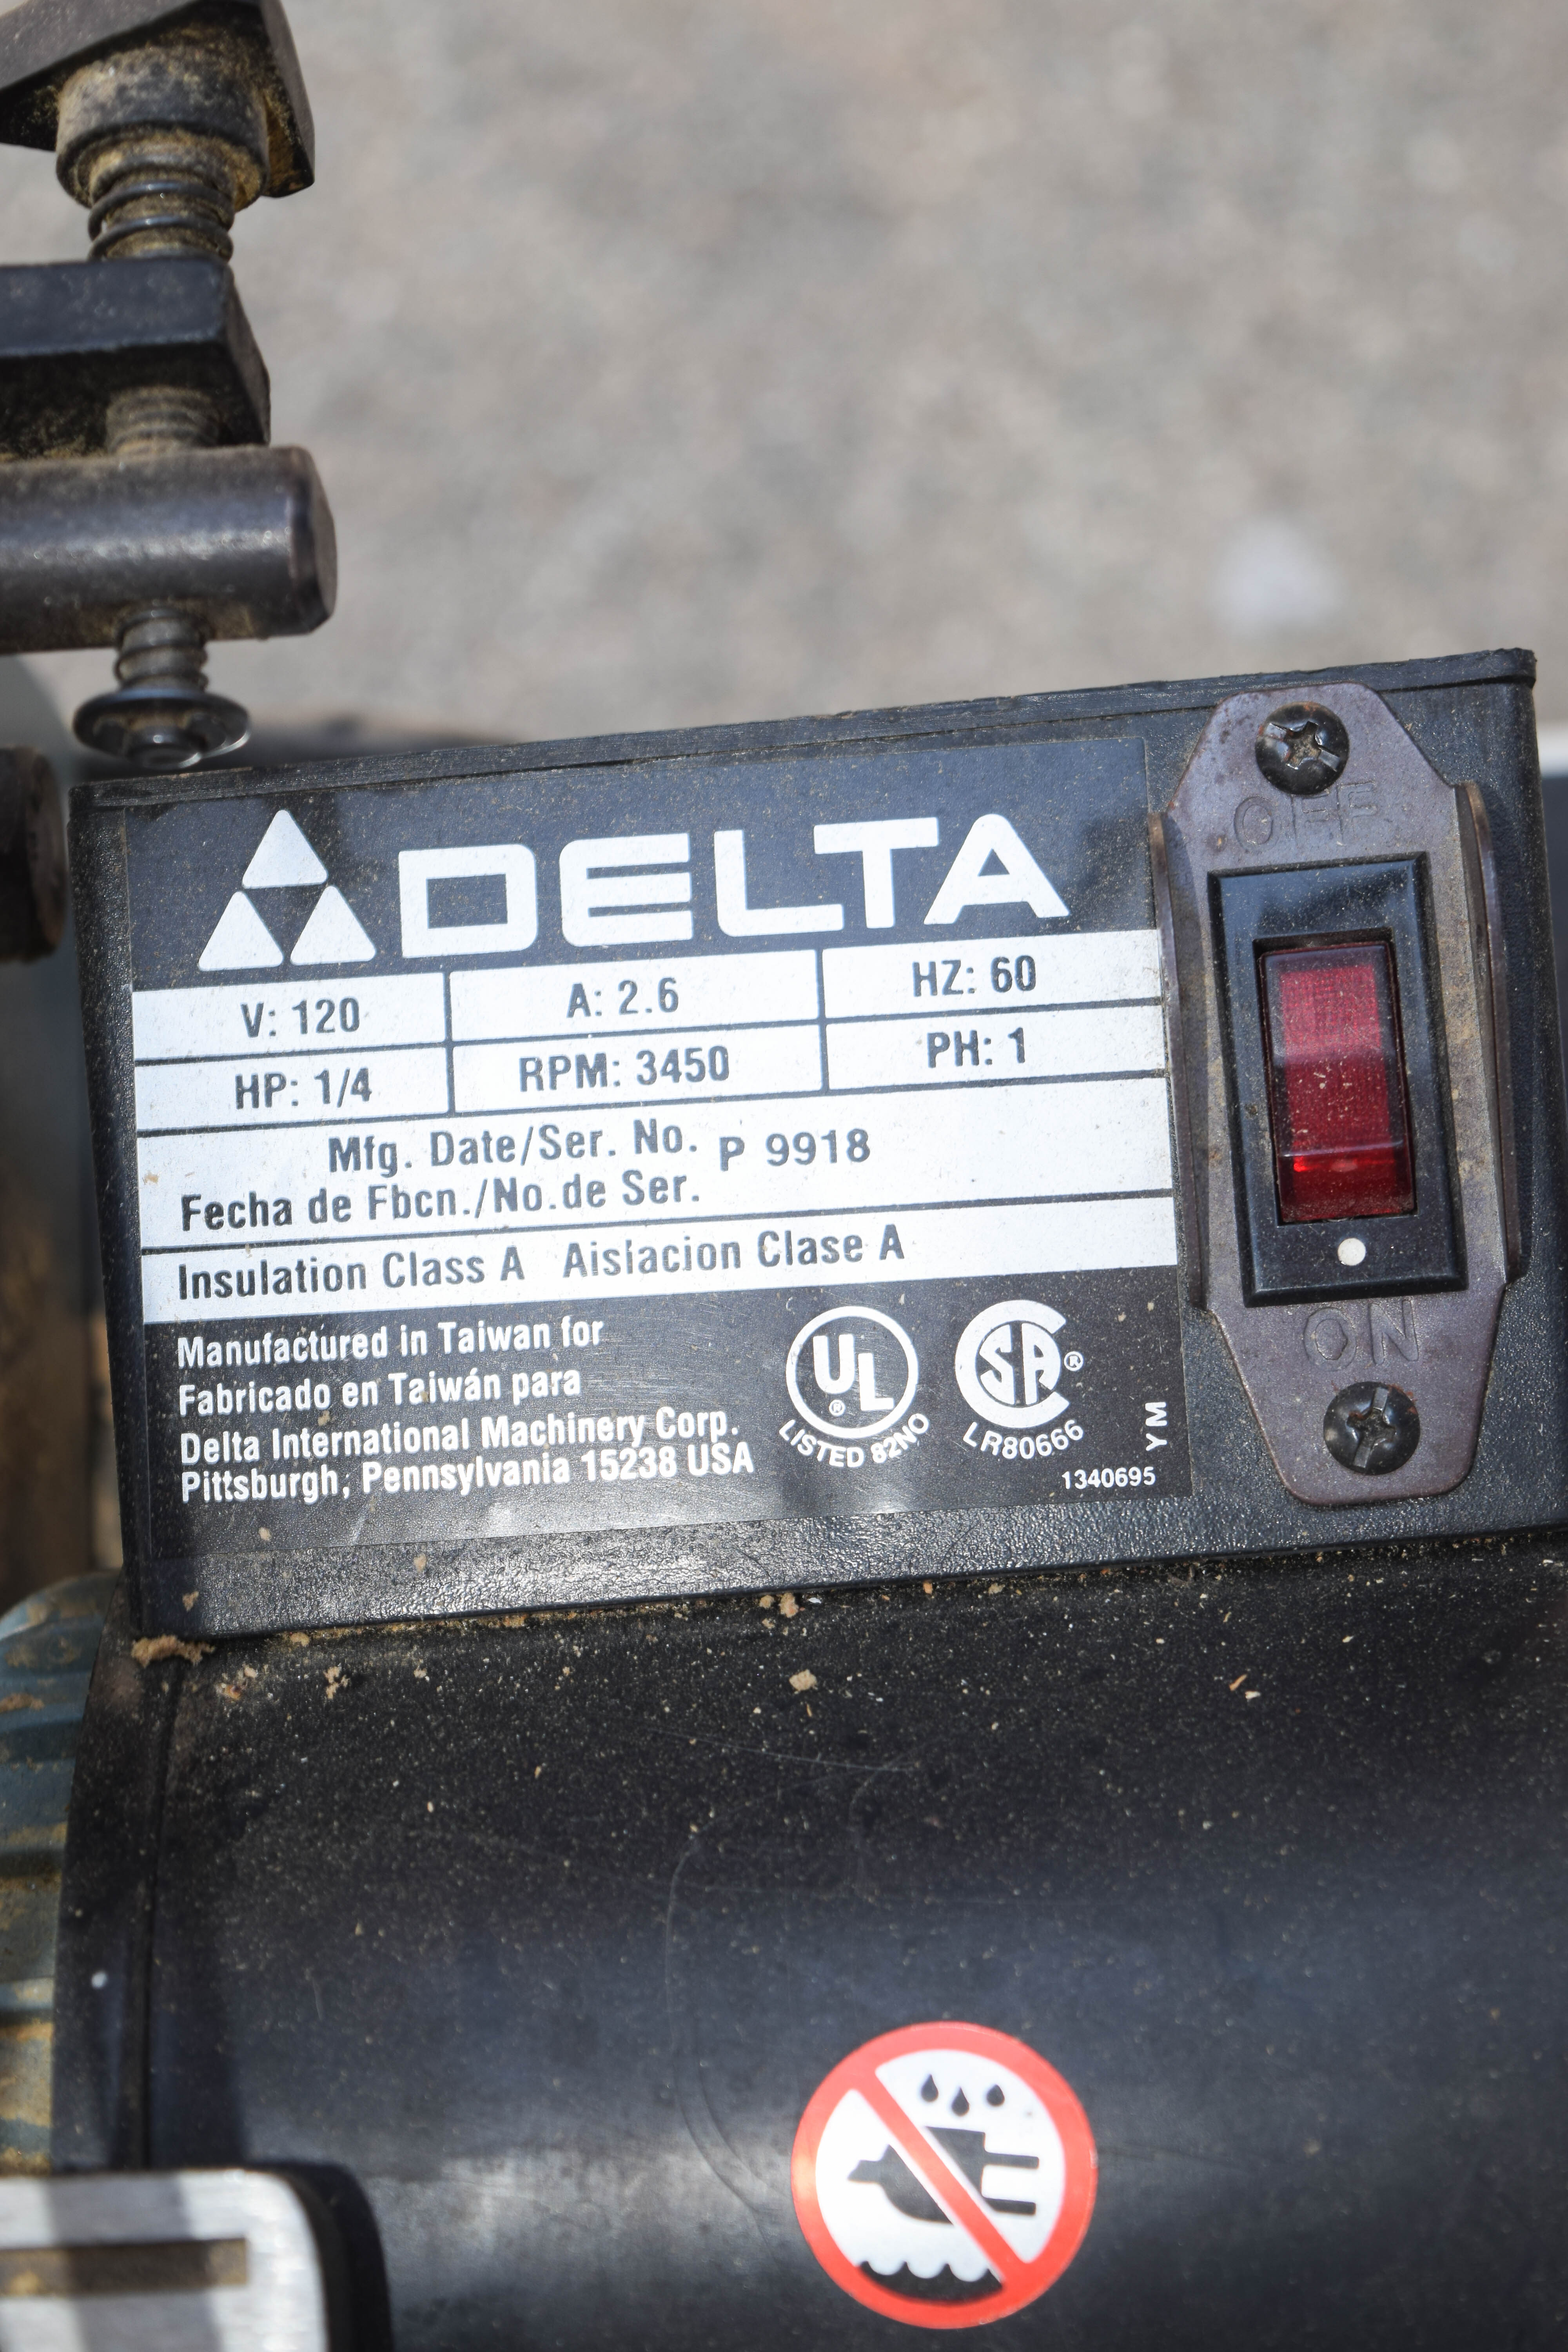 DELTA
OFF
V: 120 A: 2.6 HZ: 60
HP: 1/4 RPM: 3450 PH: 1
Mfg. Date/Ser. No. P 9918
Fecha de Fbcn./No.de Ser.
Insulation Class A Aislacion Clase A
ON
Manufactured in Taiwan for
Fabricado en Taiwán para
Delta International Machinery Corp.
Pittsburgh, Pennsylvania 15238 USA
UL ®
LISTED 82NO
SA ®
LR80666
YM
1340695